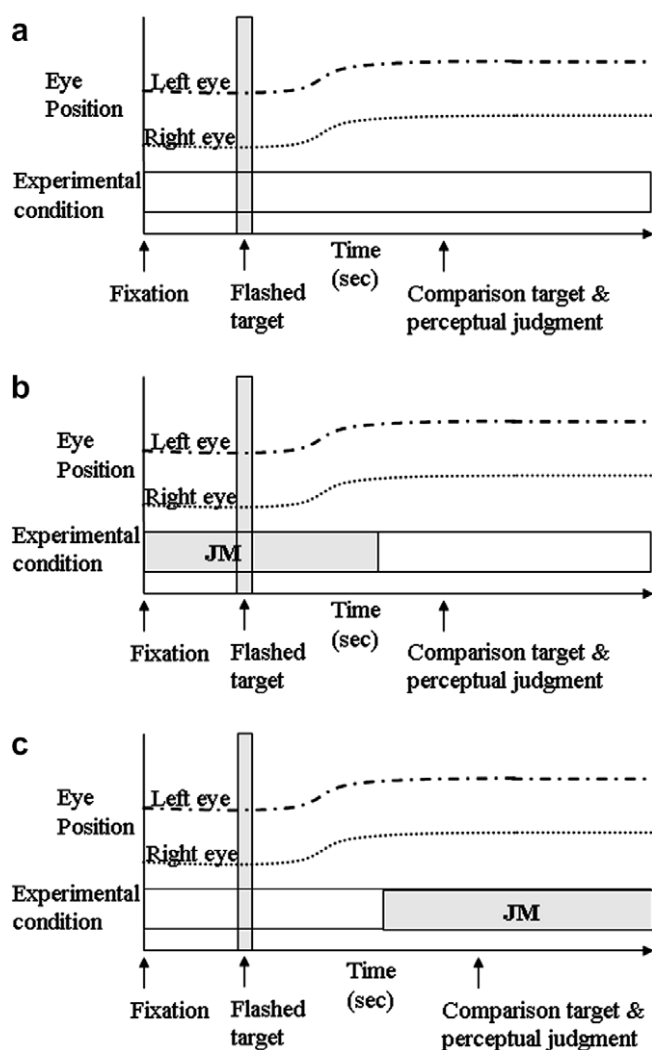 a
Eye
Position
Left eye
Right eye
Experimental
condition
Time
(sec)
Fixation
Flashed
target
Comparison target &
perceptual judgment
b
Eye
Position
Left eye
Right eye
Experimental
condition
JM
Time
(sec)
Fixation
Flashed
target
Comparison target &
perceptual judgment
c
Eye
Position
Left eye
Right eye
Experimental
condition
JM
Time
(sec)
Fixation
Flashed
target
Comparison target &
perceptual judgment